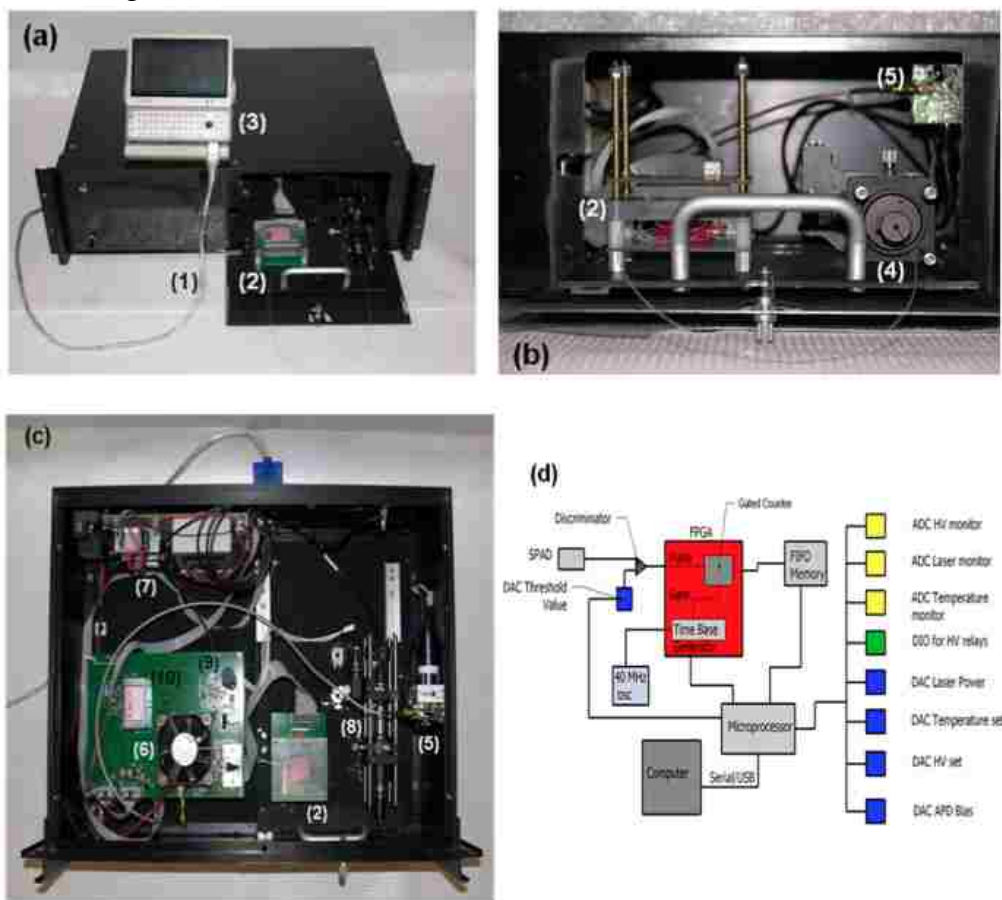 (a)
(3)
(1)
(2)
(5)
(2)
(4)
(b)
(c)
(7)
(9)
(10)
(6)
(8)
(5)
(2)
(d)
Gated Counter
Discriminator
FPGA
SPAD
Pulse
FIFO
Memory
DAC Threshold
Value
Gate
Time Base
Generator
40 MHz
osc
Microprocessor
Computer
Serial/USB
ADC HV monitor
ADC Laser monitor
ADC Temperature
monitor
DIO for HV relays
DAC Laser Power
DAC Temperature set
DAC HV set
DAC APD Bias